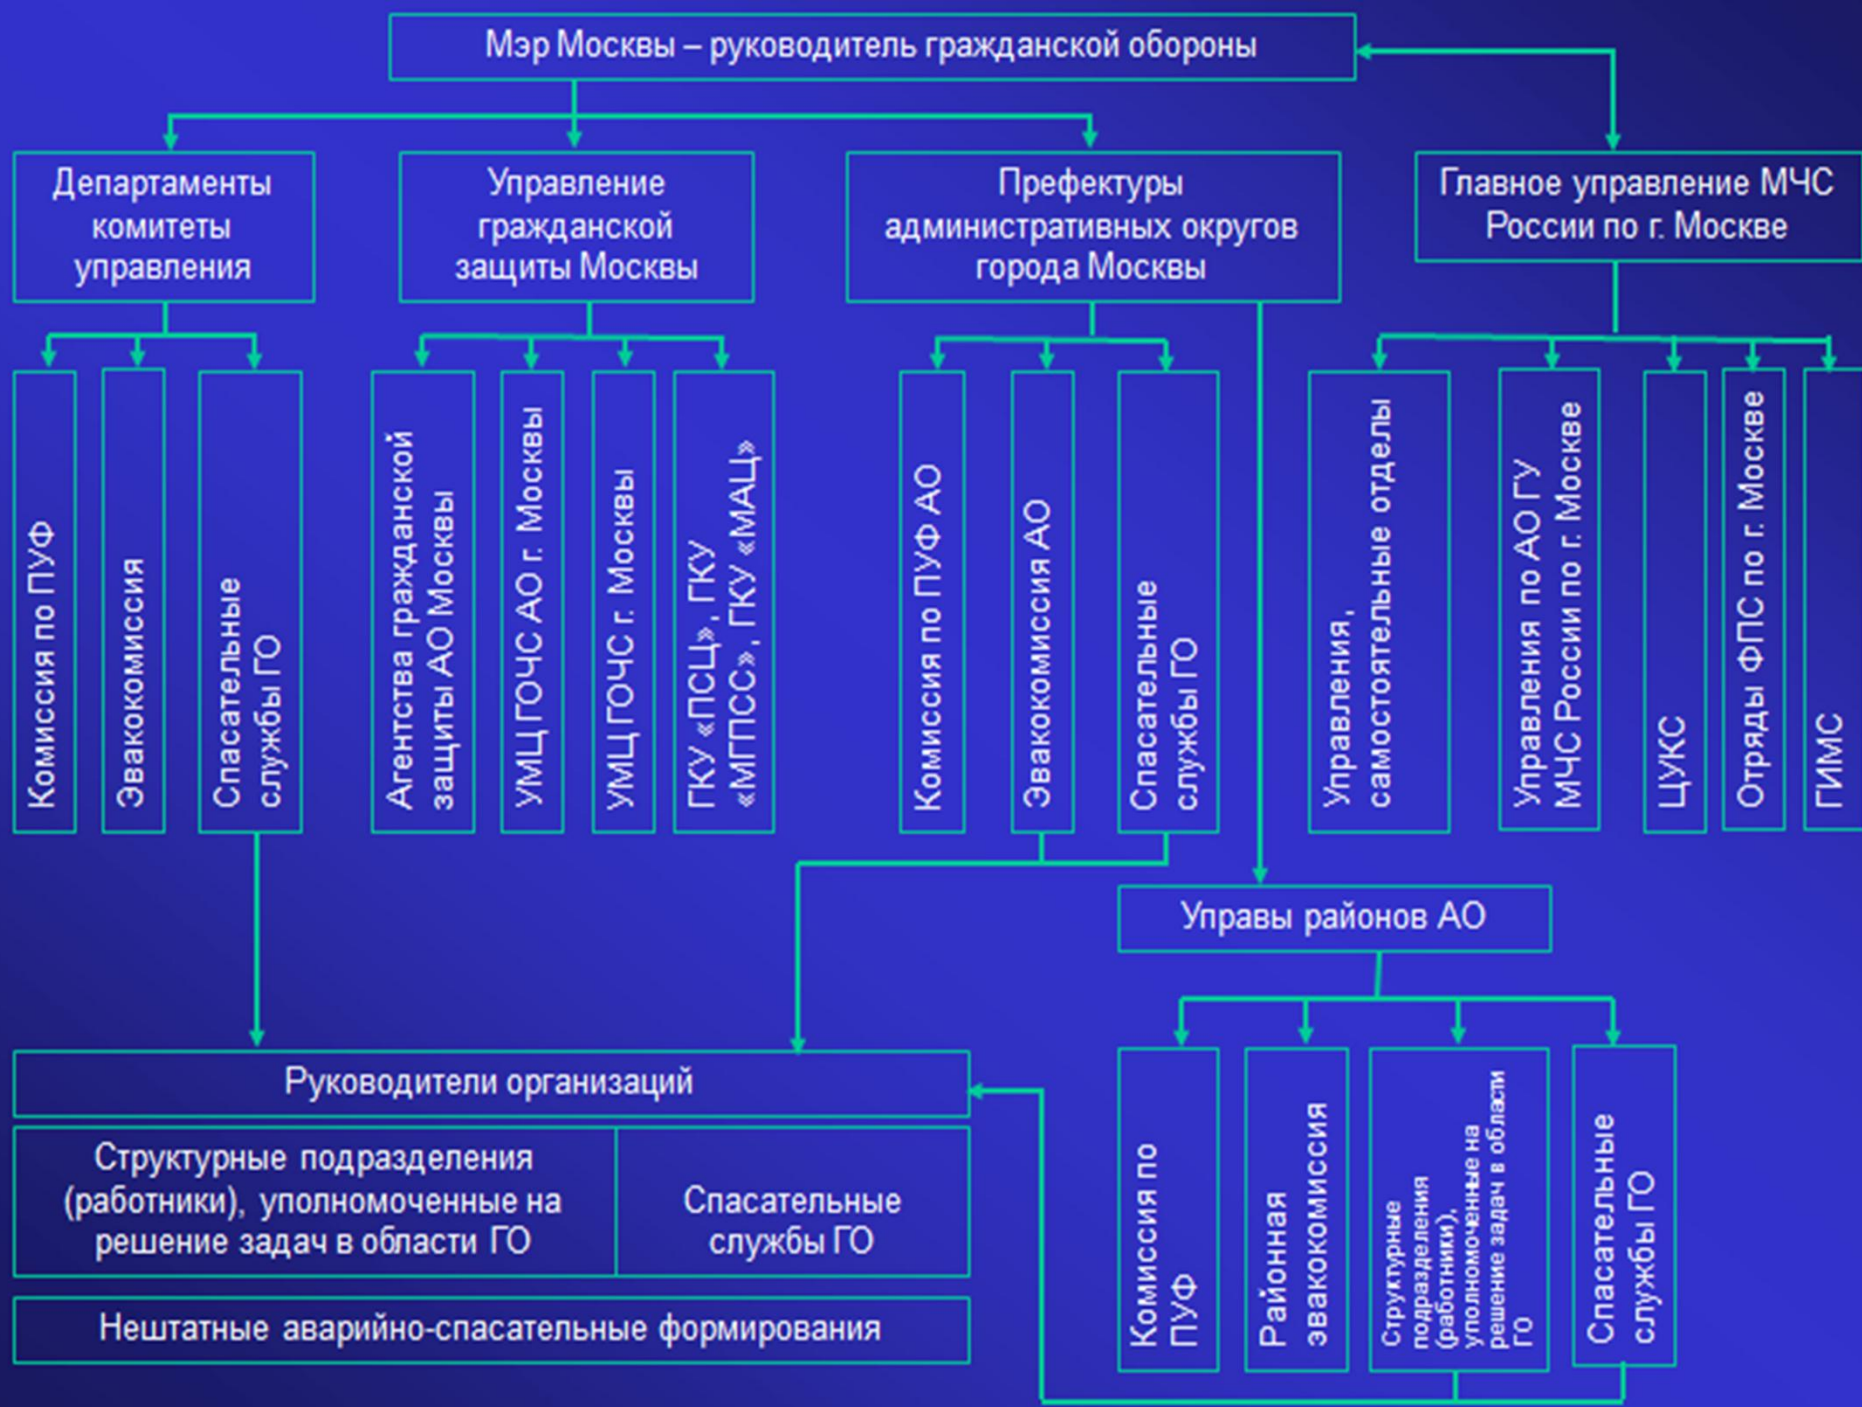 Мэр Москвы – руководитель гражданской обороны
Департаменты
комитеты
управления
Управление
гражданской
защиты Москвы
Префектуры
административных округов
города Москвы
Главное управление МЧС
России по г. Москве
Комиссия по ПУФ
Эвакокомиссия
Спасательные
службы ГО
Агентства гражданской
защиты АО Москвы
УМЦ ГОЧС АО г. Москвы
УМЦ ГОЧС г. Москвы
ГКУ «ПСЦ», ГКУ
«МГПСС», ГКУ «МАЦ»
Комиссия по ПУФ АО
Эвакокомиссия АО
Спасательные
службы ГО
Управления,
самостоятельные отделы
Управления по АО ГУ
МЧС России по г. Москве
ЦУКС
Отряды ФПС по г. Москве
ГИМС
Управы районов АО
Комиссия по
ПУФ
Районная
эвакокомиссия
Структурные
подразделения
(работники),
уполномоченные на
решение задач в области
ГО
Спасательные
службы ГО
Руководители организаций
Структурные подразделения
(работники), уполномоченные на
решение задач в области ГО
Спасательные
службы ГО
Нештатные аварийно-спасательные формирования